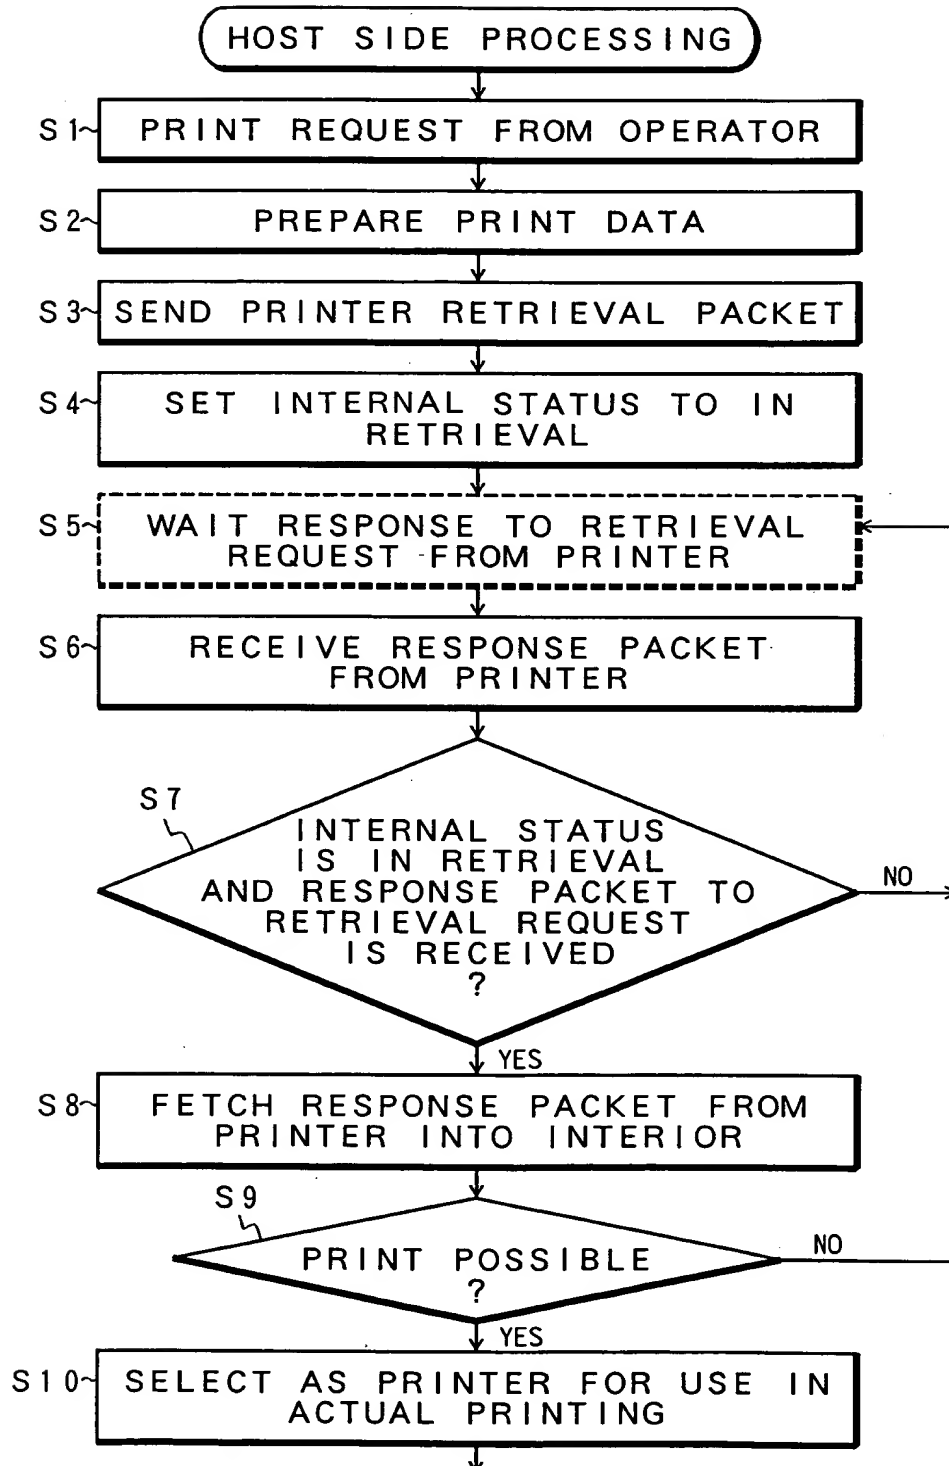 HOST SIDE PROCESSING
S1
PRINT REQUEST FROM OPERATOR
S2
PREPARE PRINT DATA
S3
SEND PRINTER RETRIEVAL PACKET
S4
SET INTERNAL STATUS TO IN
RETRIEVAL
S5
WAIT RESPONSE TO RETRIEVAL
REQUEST FROM PRINTER
S6
RECEIVE RESPONSE PACKET
FROM PRINTER
S7
INTERNAL STATUS
IS IN RETRIEVAL
AND RESPONSE PACKET TO
RETRIEVAL REQUEST
IS RECEIVED
?
NO
YES
S8
FETCH RESPONSE PACKET FROM
PRINTER INTO INTERIOR
S9
PRINT POSSIBLE
?
NO
YES
S10
SELECT AS PRINTER FOR USE IN
ACTUAL PRINTING